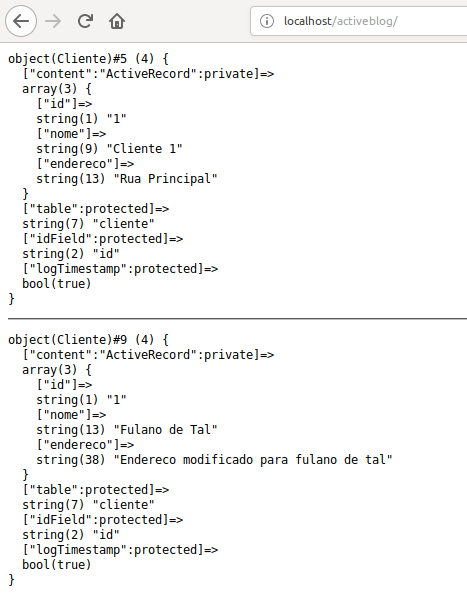 localhost/activeblog/
object(Cliente)#5 (4) {
  ["content":"ActiveRecord":private]=>
  array(3) {
    ["id"]=>
    string(1) "1"
    ["nome"]=>
    string(9) "Cliente 1"
    ["endereco"]=>
    string(13) "Rua Principal"
  }
  ["table":protected]=>
  string(7) "cliente"
  ["idField":protected]=>
  string(2) "id"
  ["logTimestamp":protected]=>
  bool(true)
}
object(Cliente)#9 (4) {
  ["content":"ActiveRecord":private]=>
  array(3) {
    ["id"]=>
    string(1) "1"
    ["nome"]=>
    string(13) "Fulano de Tal"
    ["endereco"]=>
    string(38) "Endereco modificado para fulano de tal"
  }
  ["table":protected]=>
  string(7) "cliente"
  ["idField":protected]=>
  string(2) "id"
  ["logTimestamp":protected]=>
  bool(true)
}